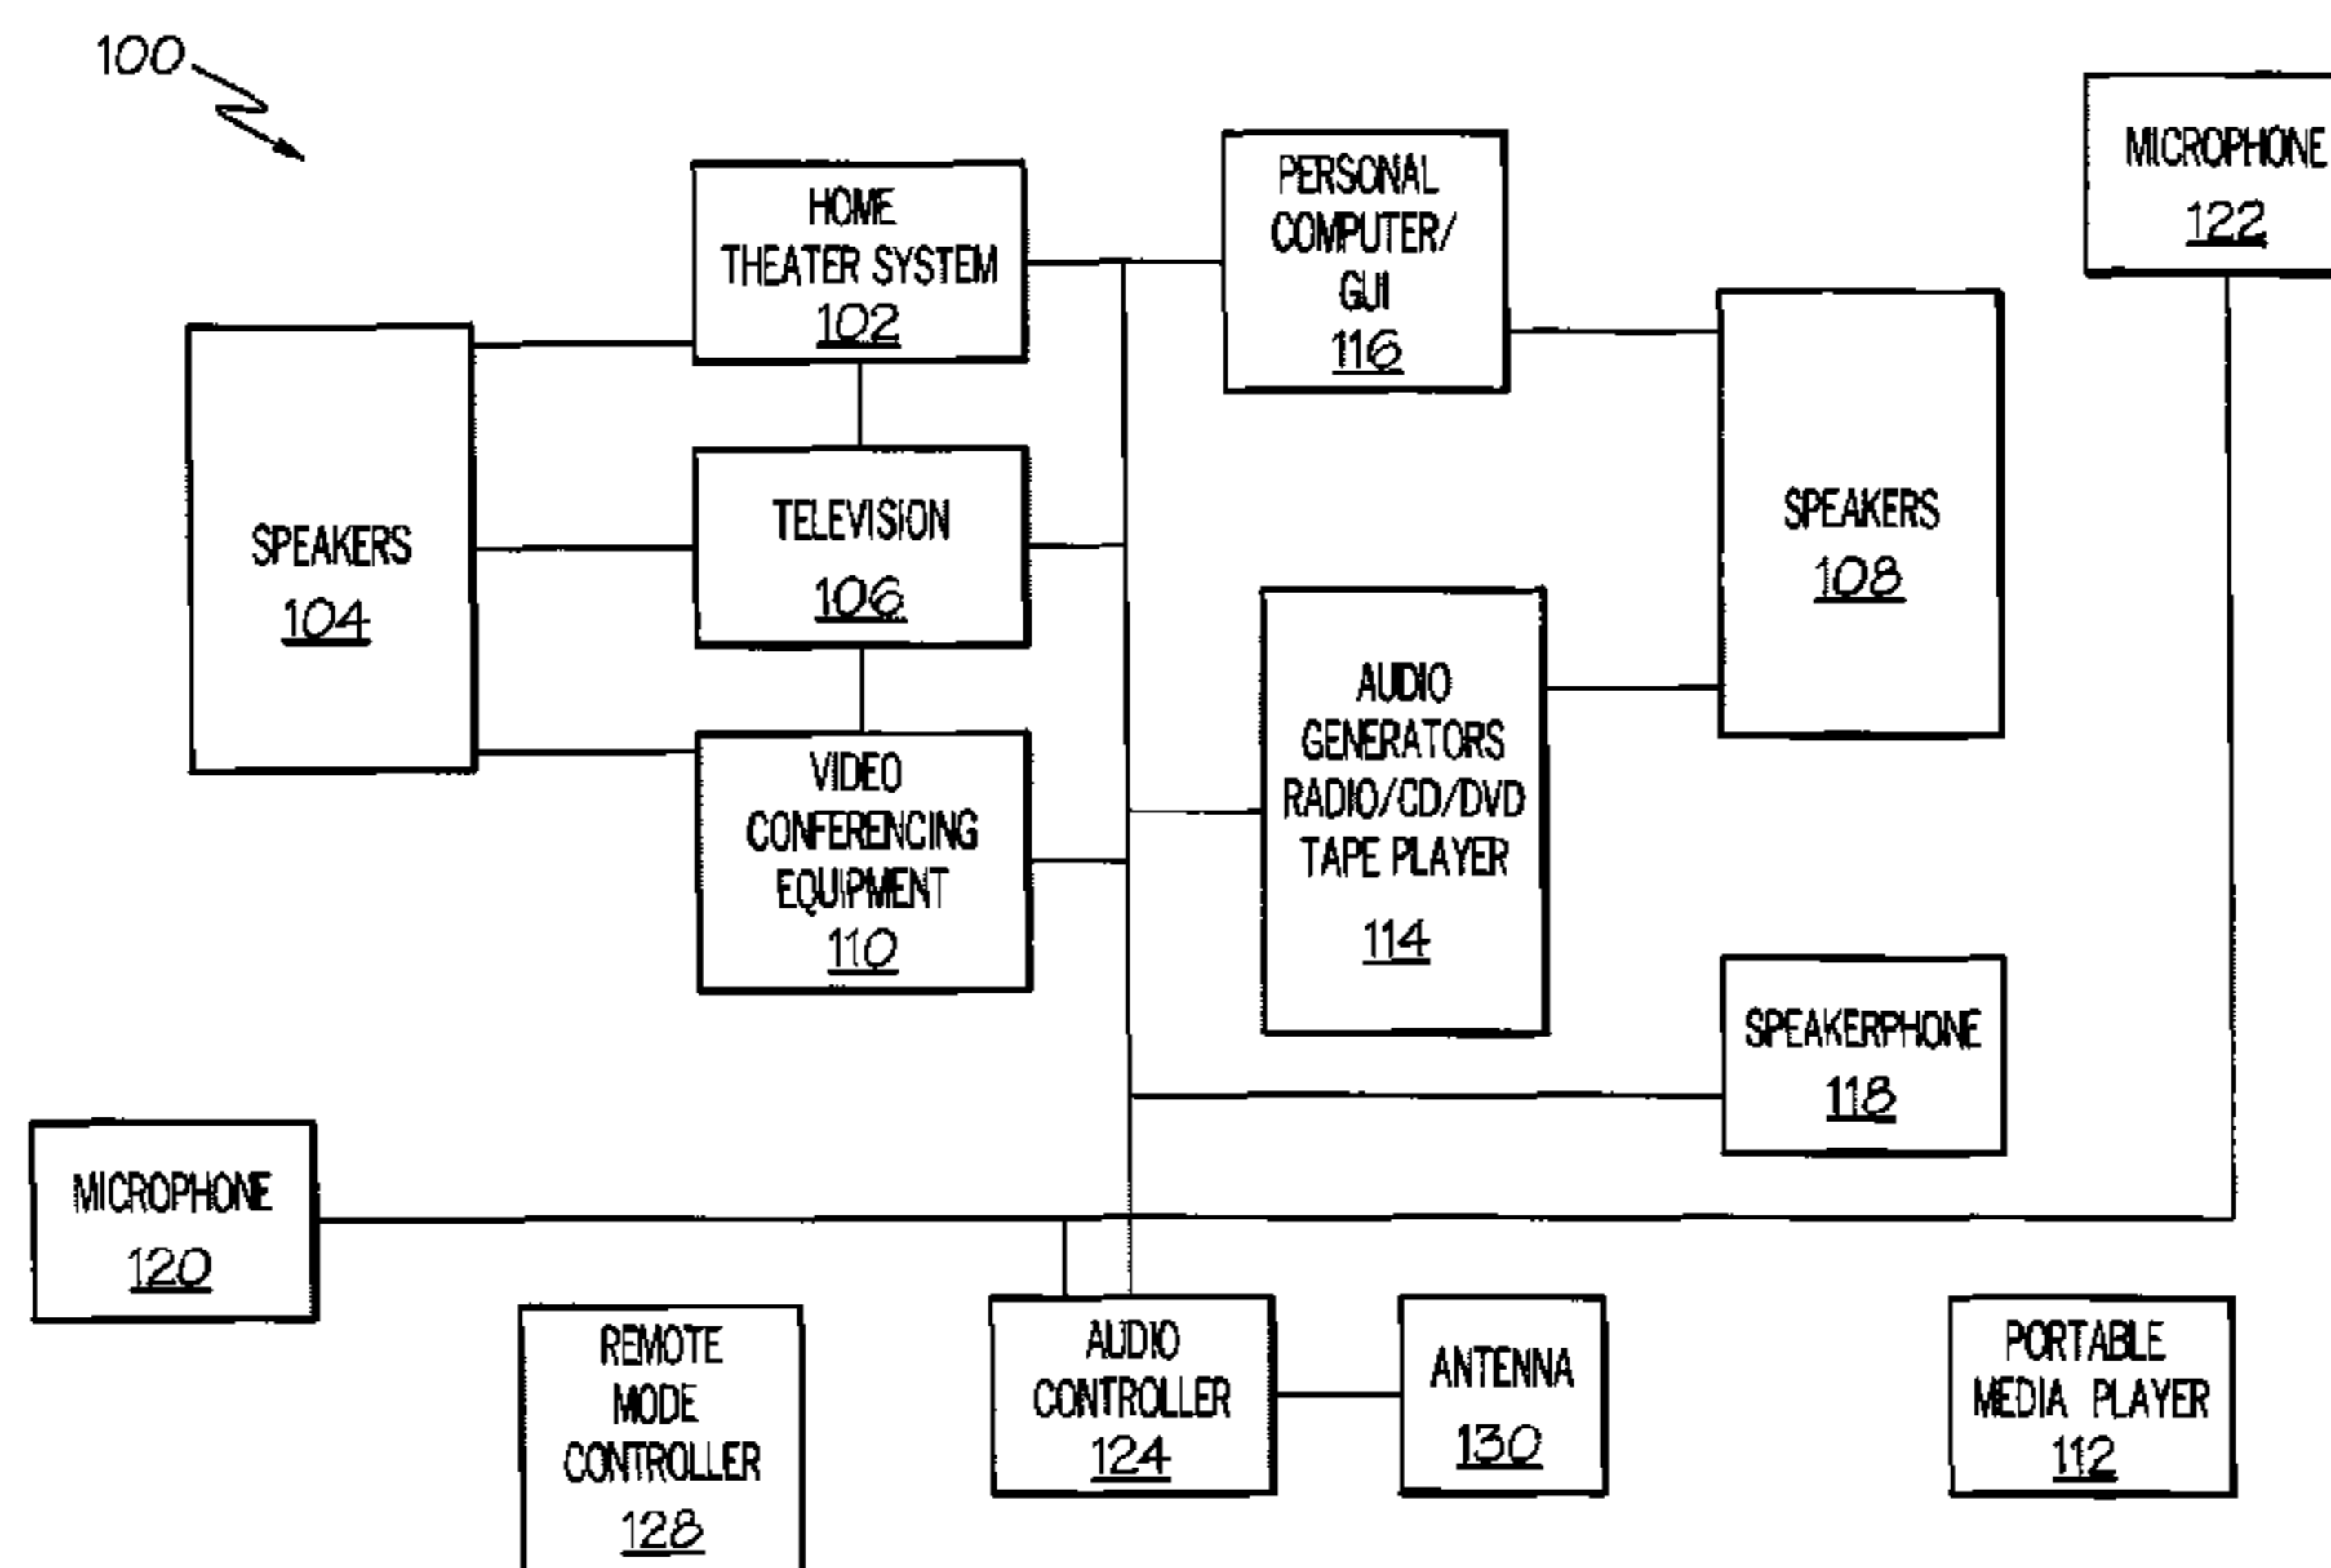 100
HOME
THEATER SYSTEM
102
PERSONAL
COMPUTER/
GUI
116
MICROPHONE
122
SPEAKERS
104
TELEVISION
106
SPEAKERS
108
VIDEO
CONFERENCING
EQUIPMENT
110
AUDIO
GENERATORS
RADIO/CD/DVD
TAPE PLAYER
114
SPEAKERPHONE
118
MICROPHONE
120
REMOTE
MODE
CONTROLLER
128
AUDIO
CONTROLLER
124
ANTENNA
130
PORTABLE
MEDIA PLAYER
112